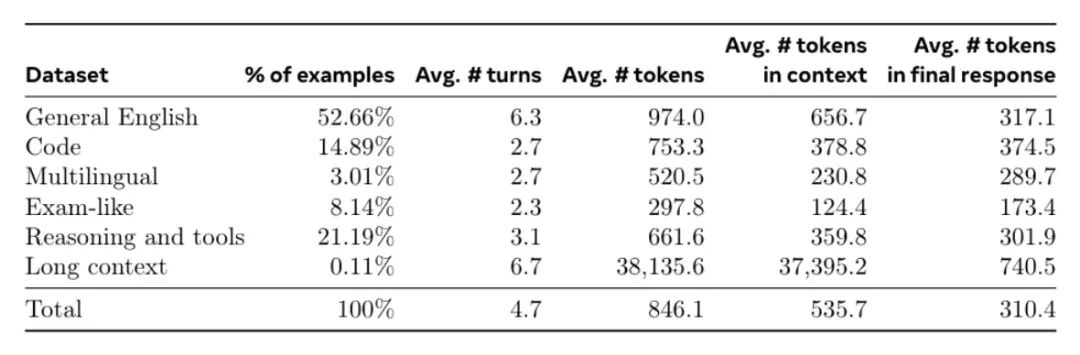 Dataset % of examples Avg. # turns Avg. # tokens Avg. # tokens in context Avg. # tokens in final response
General English 52.66% 6.3 974.0 656.7 317.1
Code 14.89% 2.7 753.3 378.8 374.5
Multilingual 3.01% 2.7 520.5 230.8 289.7
Exam-like 8.14% 2.3 297.8 124.4 173.4
Reasoning and tools 21.19% 3.1 661.6 359.8 301.9
Long context 0.11% 6.7 38,135.6 37,395.2 740.5
Total 100% 4.7 846.1 535.7 310.4